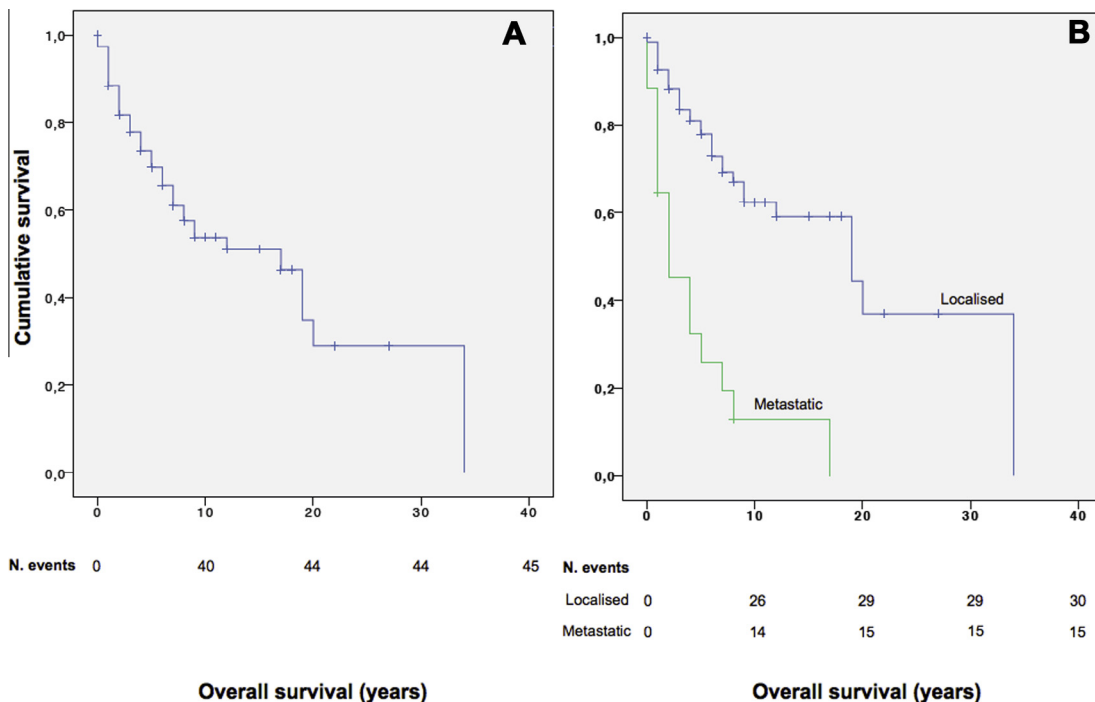 A
Cumulative survival
1,0
0,8
0,6
0,4
0,2
0,0
0 10 20 30 40
N. events 0 40 44 44 45
Overall survival (years)
B
1,0
0,8
0,6
0,4
0,2
0,0
Localised
Metastatic
0 10 20 30 40
N. events
Localised 0 26 29 29 30
Metastatic 0 14 15 15 15
Overall survival (years)